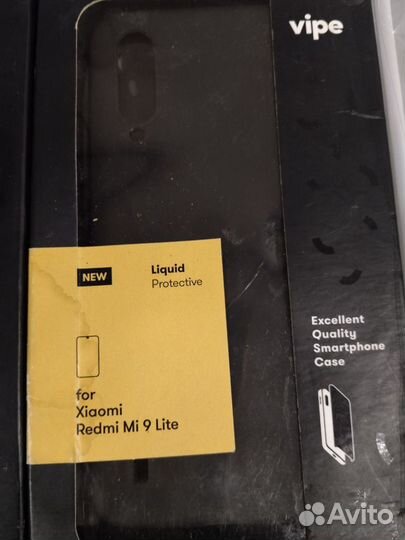 vipe
NEW
Liquid
Protective
for
Xiaomi
Redmi Mi 9 Lite
Excellent
Quality
Smartphone
Case
Avito